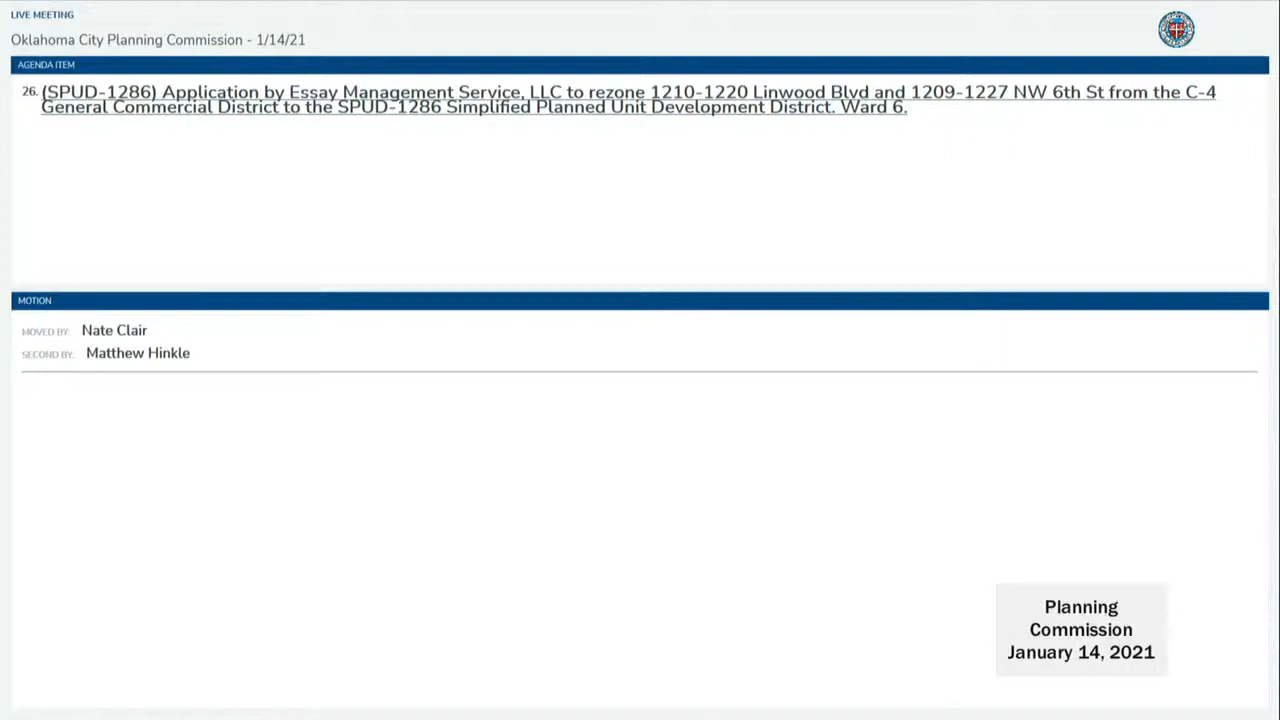 LIVE MEETING
Oklahoma City Planning Commission - 1/14/21
AGENDA ITEM
26. (SPUD-1286) Application by Essay Management Service, LLC to rezone 1210-1220 Linwood Blvd and 1209-1227 NW 6th St from the C-4
General Commercial District to the SPUD-1286 Simplified Planned Unit Development District. Ward 6.
MOTION
MOVED BY: Nate Clair
SECOND BY: Matthew Hinkle
Planning
Commission
January 14, 2021